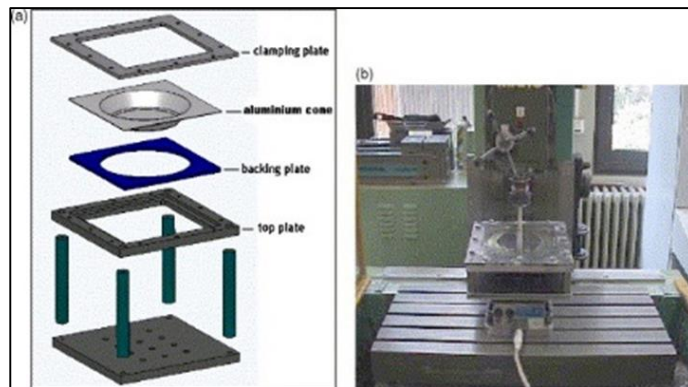 (a)
clamping plate
aluminium cone
backing plate
top plate
(b)